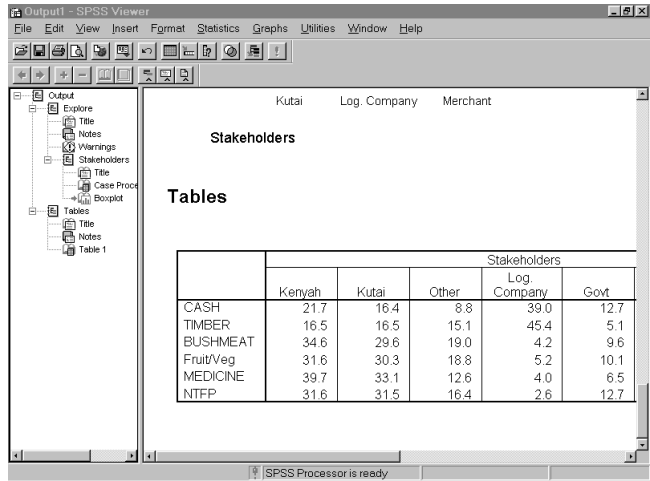 Output1 - SPSS Viewer
File Edit View Insert Format Statistics Graphs Utilities Window Help
Output
Explore
Title
Notes
Warnings
Stakeholders
Title
Case Proce
Boxplot
Tables
Title
Notes
Table 1
Kutai Log. Company Merchant
Stakeholders
Tables
Stakeholders
Kenyah Kutai Other Log. Company Govt
CASH 21.7 16.4 8.8 39.0 12.7
TIMBER 16.5 16.5 15.1 45.4 5.1
BUSHMEAT 34.6 29.6 19.0 4.2 9.6
Fruit/Veg 31.6 30.3 18.8 5.2 10.1
MEDICINE 39.7 33.1 12.6 4.0 6.5
NTFP 31.6 31.5 16.4 2.6 12.7
SPSS Processor is ready